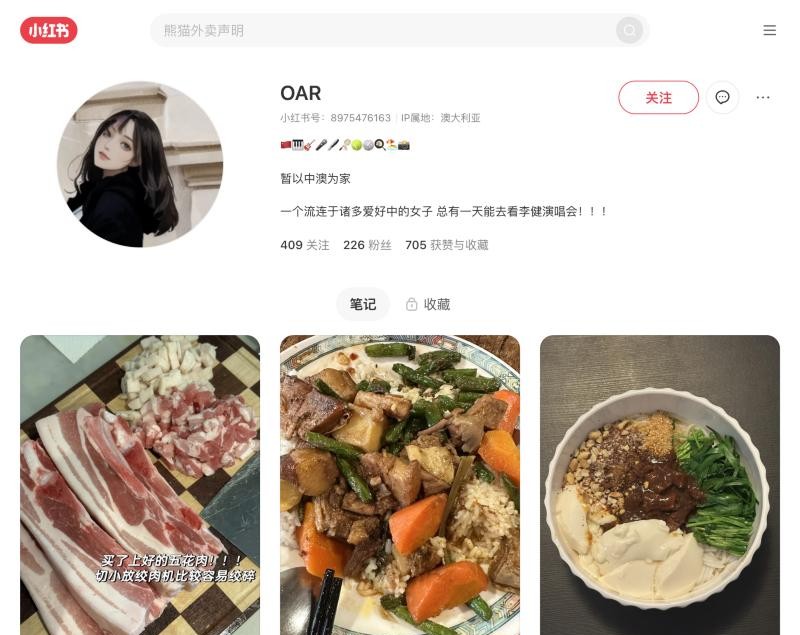 小红书
熊猫外卖声明
OAR
关注
小红书号：8975476163 IP属地：澳大利亚
暂以中澳为家
一个流连于诸多爱好中的女子 总有一天能去看李健演唱会！！！
409 关注 226 粉丝 705 获赞与收藏
笔记 收藏
买了上好的五花肉！！！
切小放绞肉机比较容易绞碎